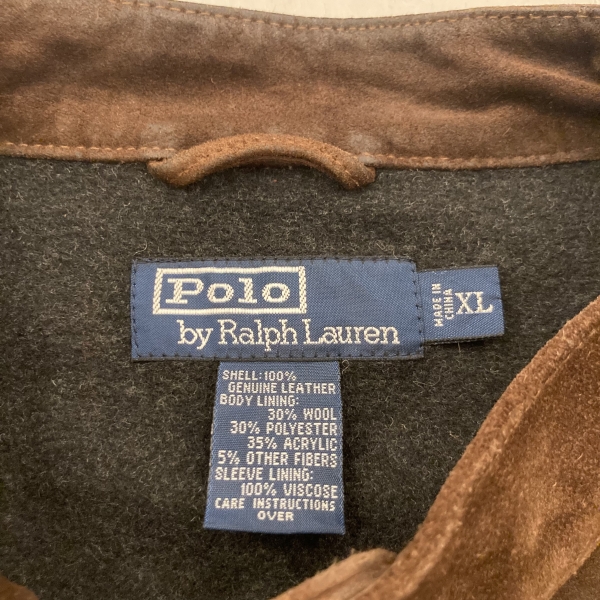 Polo
by Ralph Lauren
MADE IN
CHINA
XL
SHELL: 100%
GENUINE LEATHER
BODY LINING:
30% WOOL
30% POLYESTER
35% ACRYLIC
5% OTHER FIBERS
SLEEVE LINING:
100% VISCOSE
CARE INSTRUCTIONS
OVER